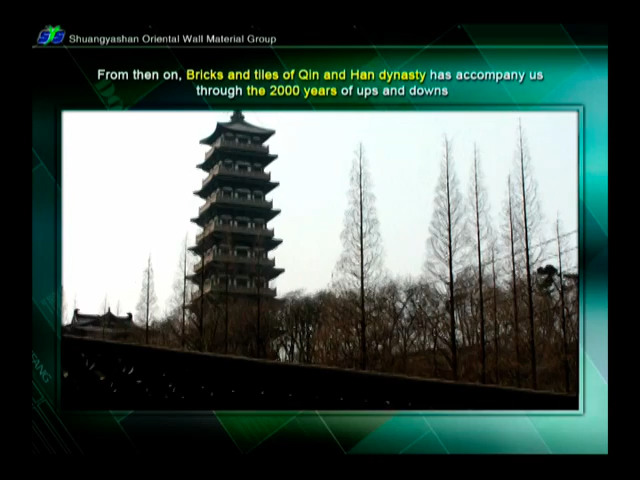 SYS
Shuangyashan Oriental Wall Material Group
From then on, Bricks and tiles of Qin and Han dynasty has accompany us
through the 2000 years of ups and downs